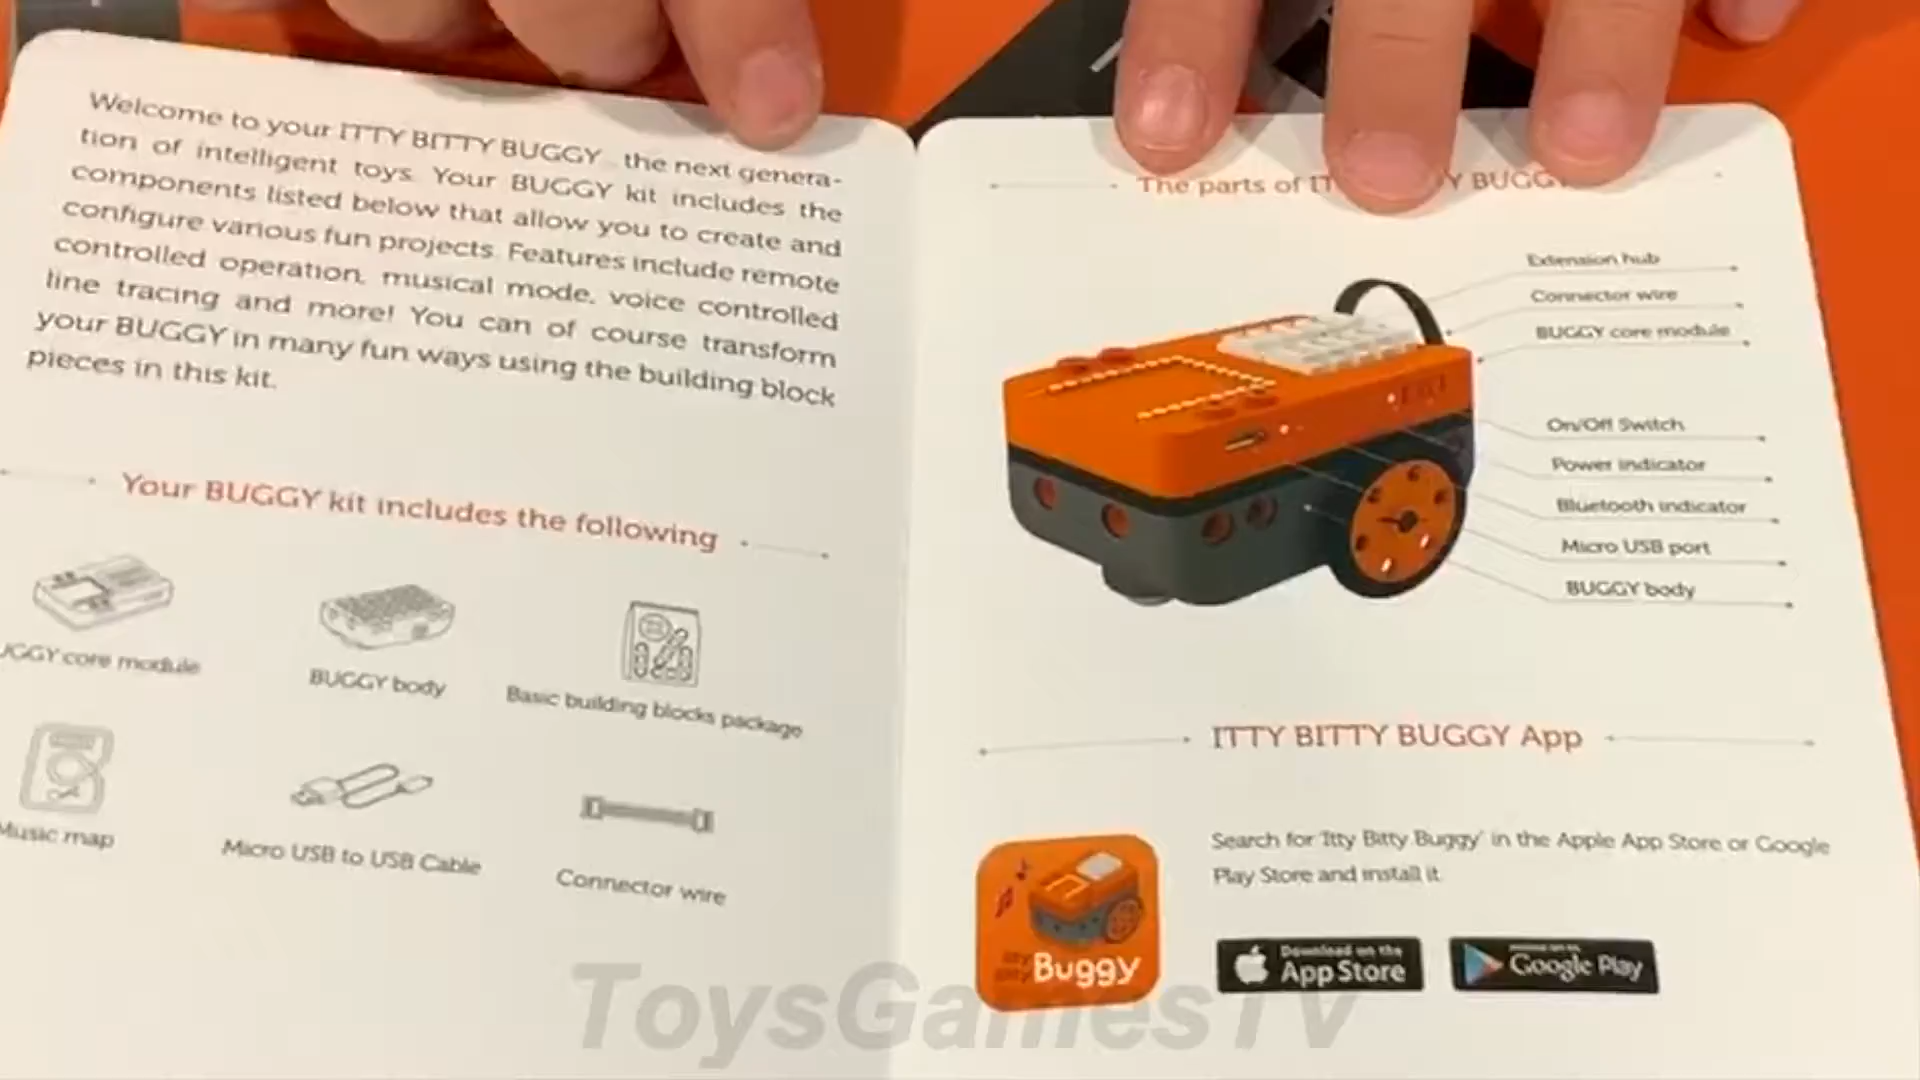 Welcome to your ITTY BITTY BUGGY the next genera-
tion of intelligent toys. Your BUGGY kit includes the
components listed below that allow you to create and
configure various fun projects. Features include remote
controlled operation, musical mode, voice controlled
line tracing and more! You can of course transform
your BUGGY in many fun ways using the building block
pieces in this kit.
Your BUGGY kit includes the following
core module
BUGGY body
Basic building blocks package
Music map
Micro USB to USB Cable
Connector wire
The parts of BUGGY
Extension hub
Connector wire
BUGGY core module
On/Off Switch
Power indicator
Bluetooth indicator
Micro USB port
BUGGY body
ITTY BITTY BUGGY App
Search for 'Itty Bitty Buggy' in the Apple App Store or Google
Play Store and install it
Buggy
Download on the
App Store
Google Play
ToysGamesTV